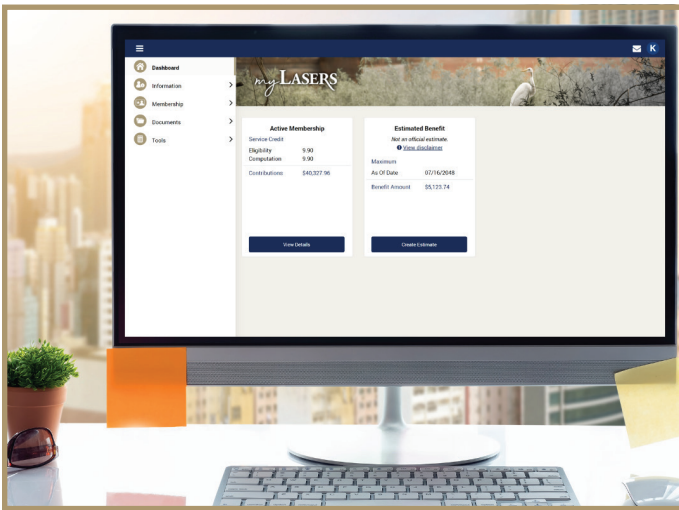 K
Dashboard
Information
Membership
Documents
Tools
my LASERS
Active Membership
Service Credit
Eligibility 9.90
Computation 9.90
Contributions $40,327.96
View Details
Estimated Benefit
Not an official estimate.
View disclaimer
Maximum
As Of Date 07/16/2048
Benefit Amount $5,123.74
Create Estimate